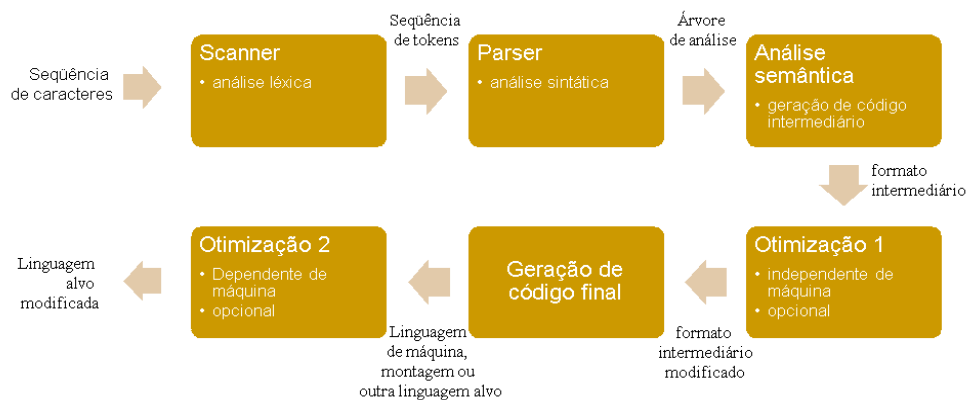 Seqüência
de caracteres
Scanner
• análise léxica
Seqüência
de tokens
Parser
• análise sintática
Árvore
de análise
Análise
semântica
• geração de código
intermediário
formato
intermediário
Otimização 1
• independente de
máquina
• opcional
formato
intermediário
modificado
Geração de
código final
Linguagem
de máquina,
montagem ou
outra linguagem alvo
Otimização 2
• Dependente de
máquina
• opcional
Linguagem
alvo
modificada